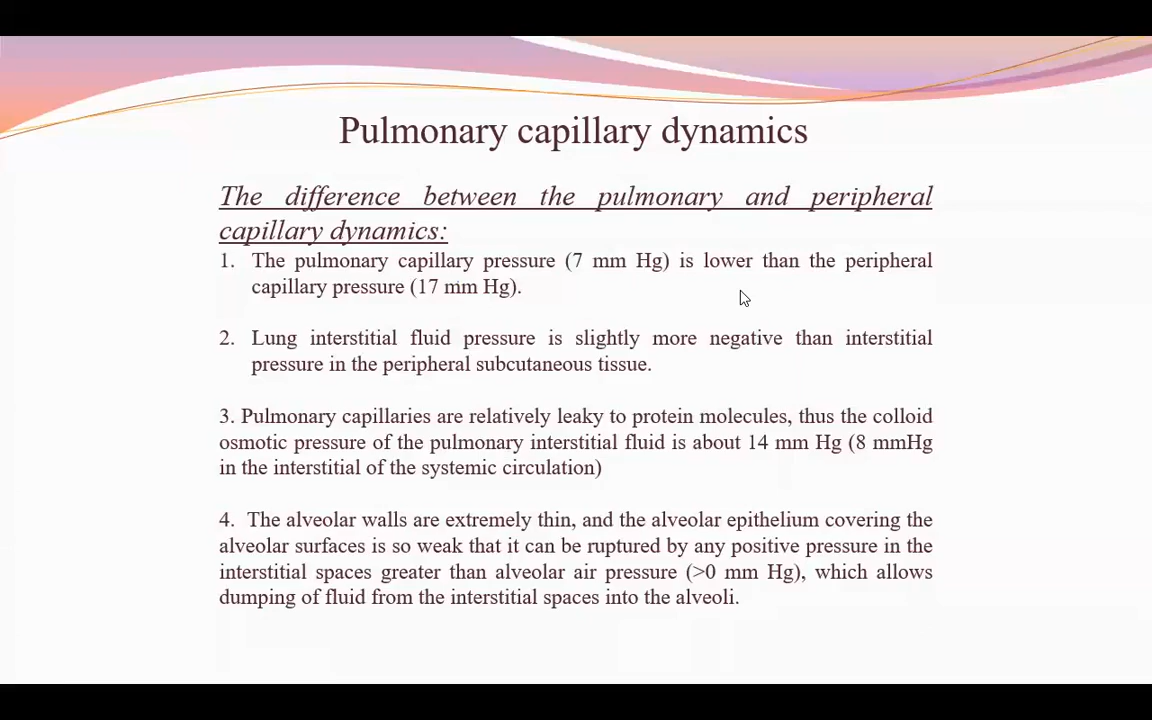 Pulmonary capillary dynamics
The difference between the pulmonary and peripheral
capillary dynamics:
1. The pulmonary capillary pressure (7 mm Hg) is lower than the peripheral
capillary pressure (17 mm Hg).
2. Lung interstitial fluid pressure is slightly more negative than interstitial
pressure in the peripheral subcutaneous tissue.
3. Pulmonary capillaries are relatively leaky to protein molecules, thus the colloid
osmotic pressure of the pulmonary interstitial fluid is about 14 mm Hg (8 mmHg
in the interstitial of the systemic circulation)
4. The alveolar walls are extremely thin, and the alveolar epithelium covering the
alveolar surfaces is so weak that it can be ruptured by any positive pressure in the
interstitial spaces greater than alveolar air pressure (>0 mm Hg), which allows
dumping of fluid from the interstitial spaces into the alveoli.